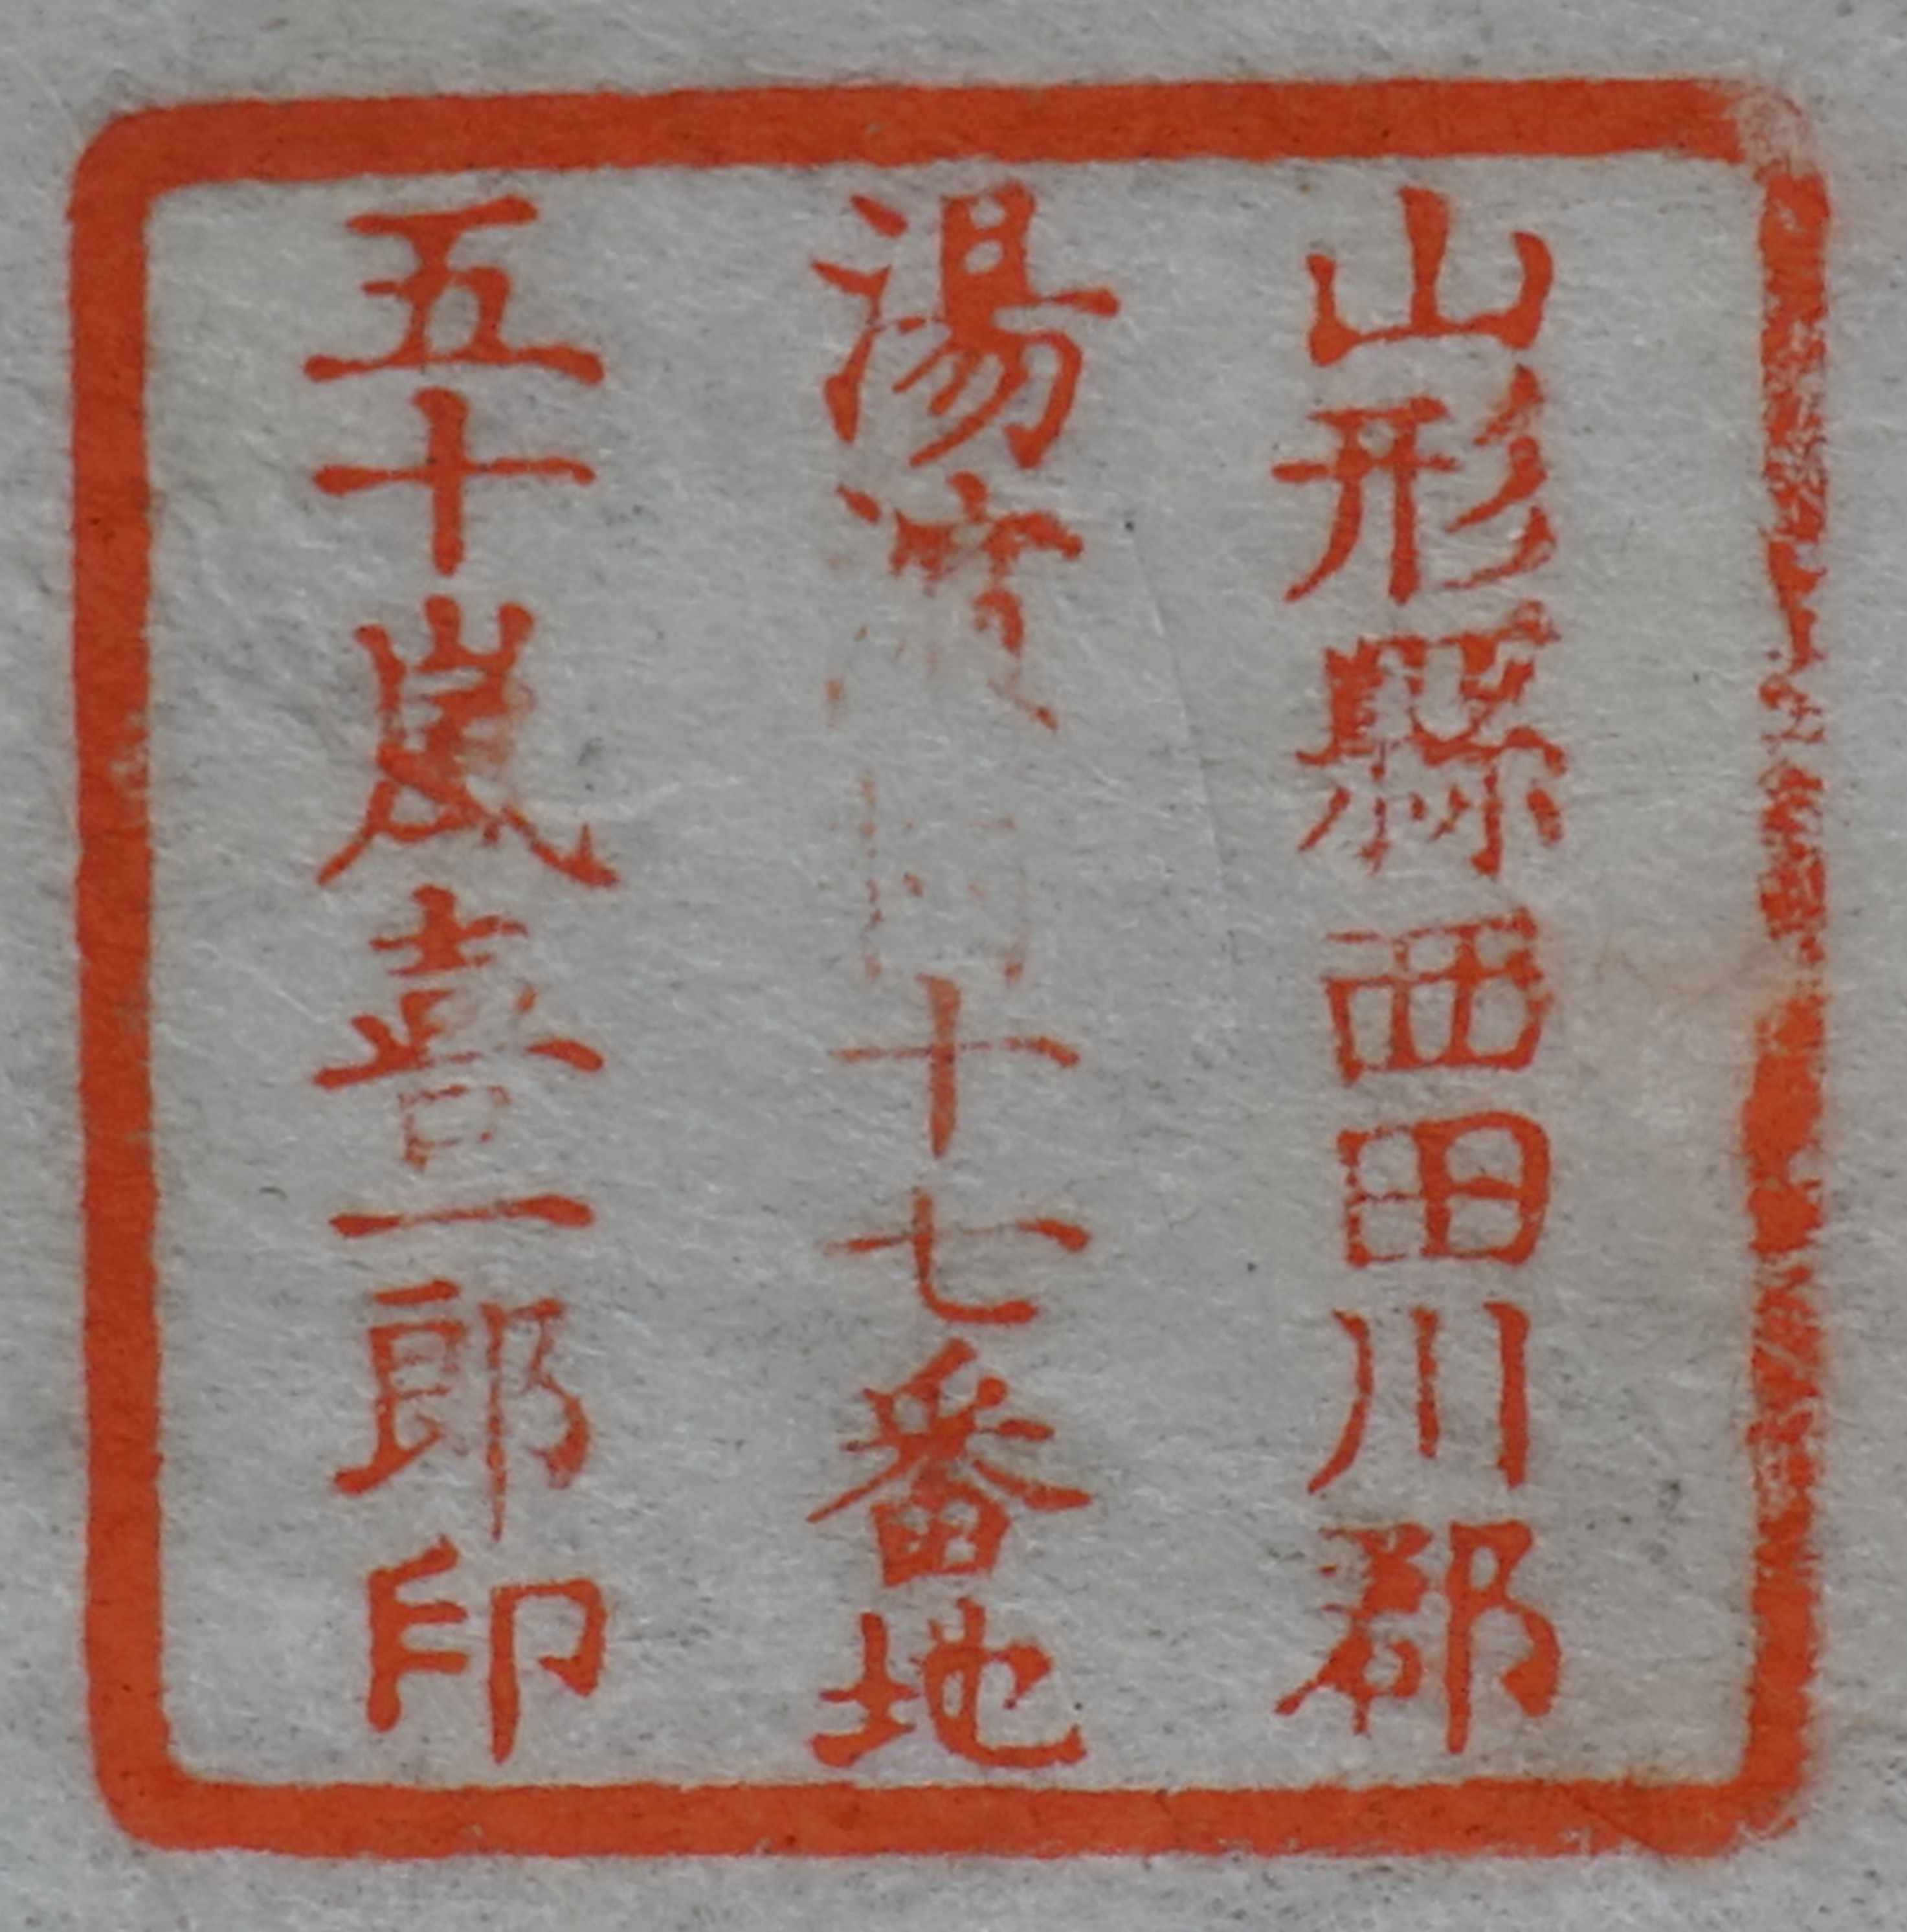 山形縣西田川郡
湯十七番地
五十嵐喜一郎印